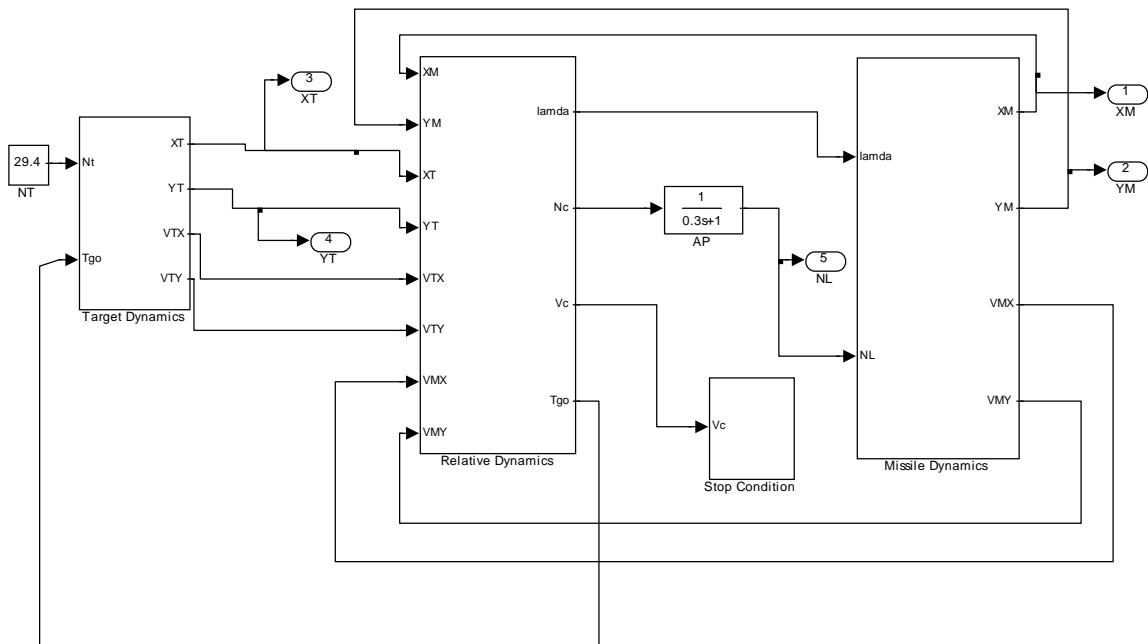 29.4
NT
Nt
Tgo
XT
YT
VTX
VTY
Target Dynamics
3
XT
4
YT
XM
YM
XT
YT
VTX
VTY
VMX
VMY
lamda
Nc
Vc
Tgo
Relative Dynamics
1
0.3s+1
AP
5
NL
Vc
Stop Condition
lamda
NL
XM
YM
VMX
VMY
Missile Dynamics
1
XM
2
YM